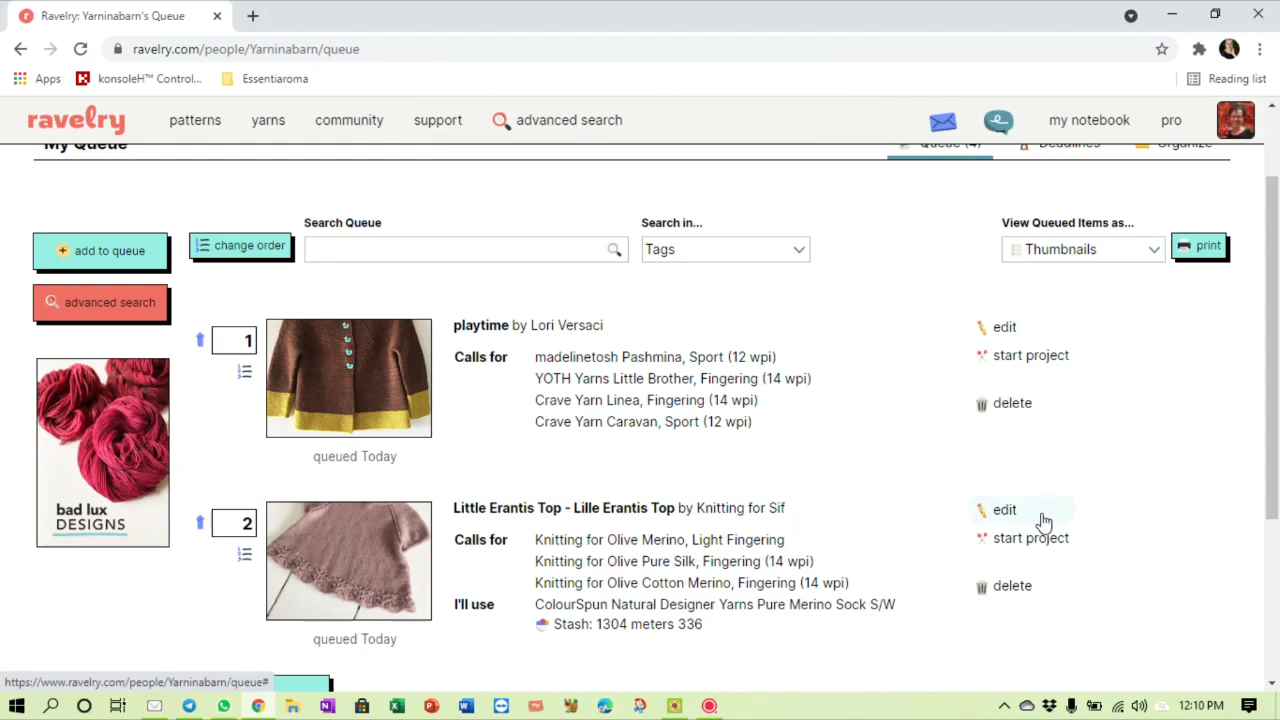 Ravelry: Yarninabarn's Queue
ravelry.com/people/Yarninabarn/queue
Apps
konsoleH™ Control...
Essentiaroma
Reading list
ravelry
patterns
yarns
community
support
advanced search
my notebook
pro
My Queue
Queue (4)
Deadlines
Organize
Search Queue
Search in...
View Queued Items as...
add to queue
change order
Tags
Thumbnails
print
advanced search
1
playtime by Lori Versaci
edit
Calls for
madelinetosh Pashmina, Sport (12 wpi)
start project
YOTH Yarns Little Brother, Fingering (14 wpi)
Crave Yarn Linea, Fingering (14 wpi)
delete
Crave Yarn Caravan, Sport (12 wpi)
queued Today
bad lux
DESIGNS
2
Little Erantis Top - Lille Erantis Top by Knitting for Sif
edit
Calls for
Knitting for Olive Merino, Light Fingering
start project
Knitting for Olive Pure Silk, Fingering (14 wpi)
Knitting for Olive Cotton Merino, Fingering (14 wpi)
delete
I'll use
ColourSpun Natural Designer Yarns Pure Merino Sock S/W
Stash: 1304 meters 336
queued Today
https://www.ravelry.com/people/Yarninabarn/queue#
12:10 PM